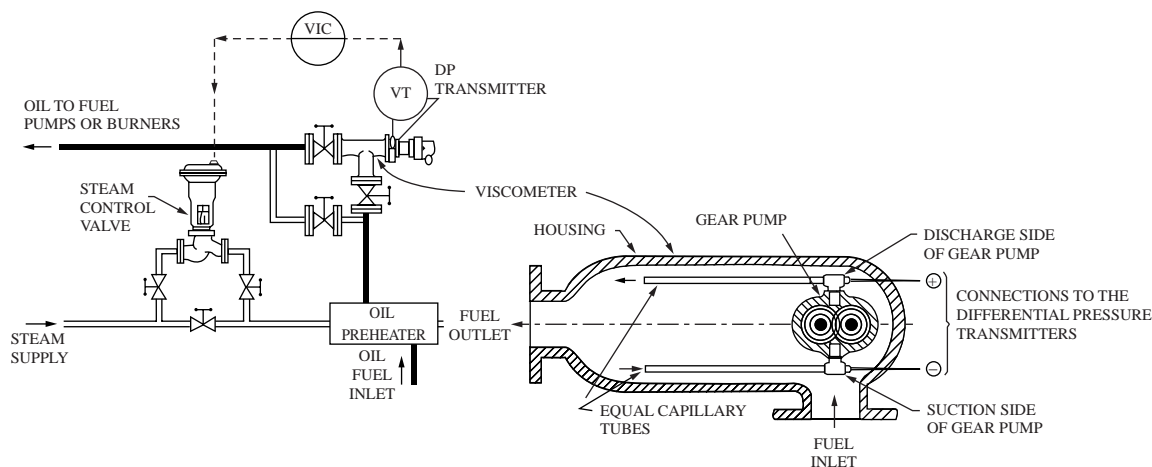 VIC
DP
TRANSMITTER
VT
OIL TO FUEL
PUMPS OR BURNERS
STEAM
CONTROL
VALVE
VISCOMETER
STEAM
SUPPLY
OIL
PREHEATER
OIL
FUEL
INLET
FUEL
OUTLET
HOUSING
GEAR PUMP
DISCHARGE SIDE
OF GEAR PUMP
+
CONNECTIONS TO THE
DIFFERENTIAL PRESSURE
TRANSMITTERS
−
EQUAL CAPILLARY
TUBES
SUCTION SIDE
OF GEAR PUMP
FUEL
INLET